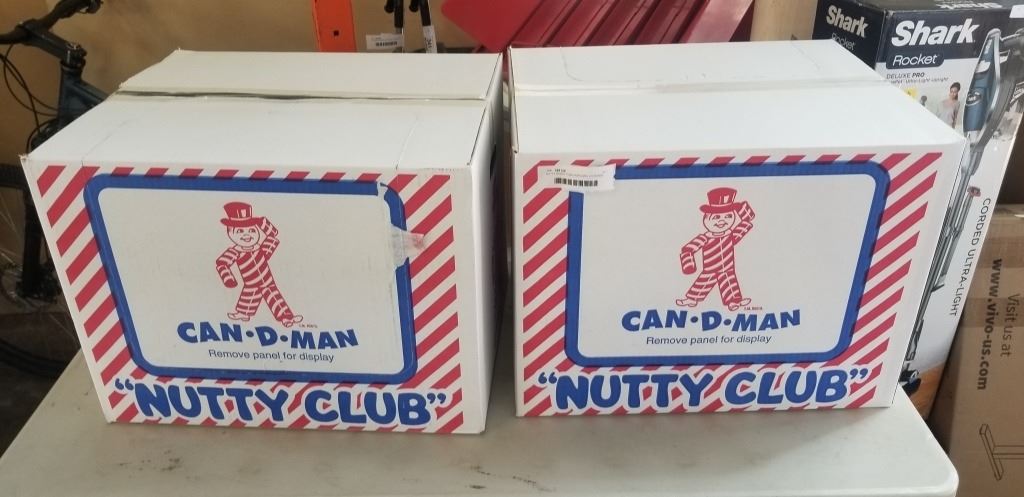 CAN•D•MAN
Remove panel for display
"NUTTY CLUB"
CAN•D•MAN
Remove panel for display
"NUTTY CLUB"
Shark
Rocket
Shark
Rocket
DELUXE PRO
CORDED ULTRA-LIGHT
Visit us at
www.vivo-us.com